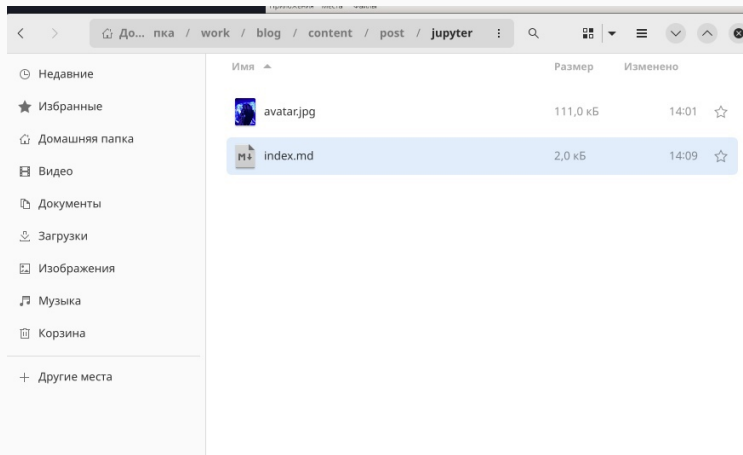 До... пка / work / blog / content / post / jupyter
Недавние
Избранные
Домашняя папка
Видео
Документы
Загрузки
Изображения
Музыка
Корзина
Другие места
Имя Размер Изменено
avatar.jpg 111,0 кБ 14:01
M↓ index.md 2,0 кБ 14:09